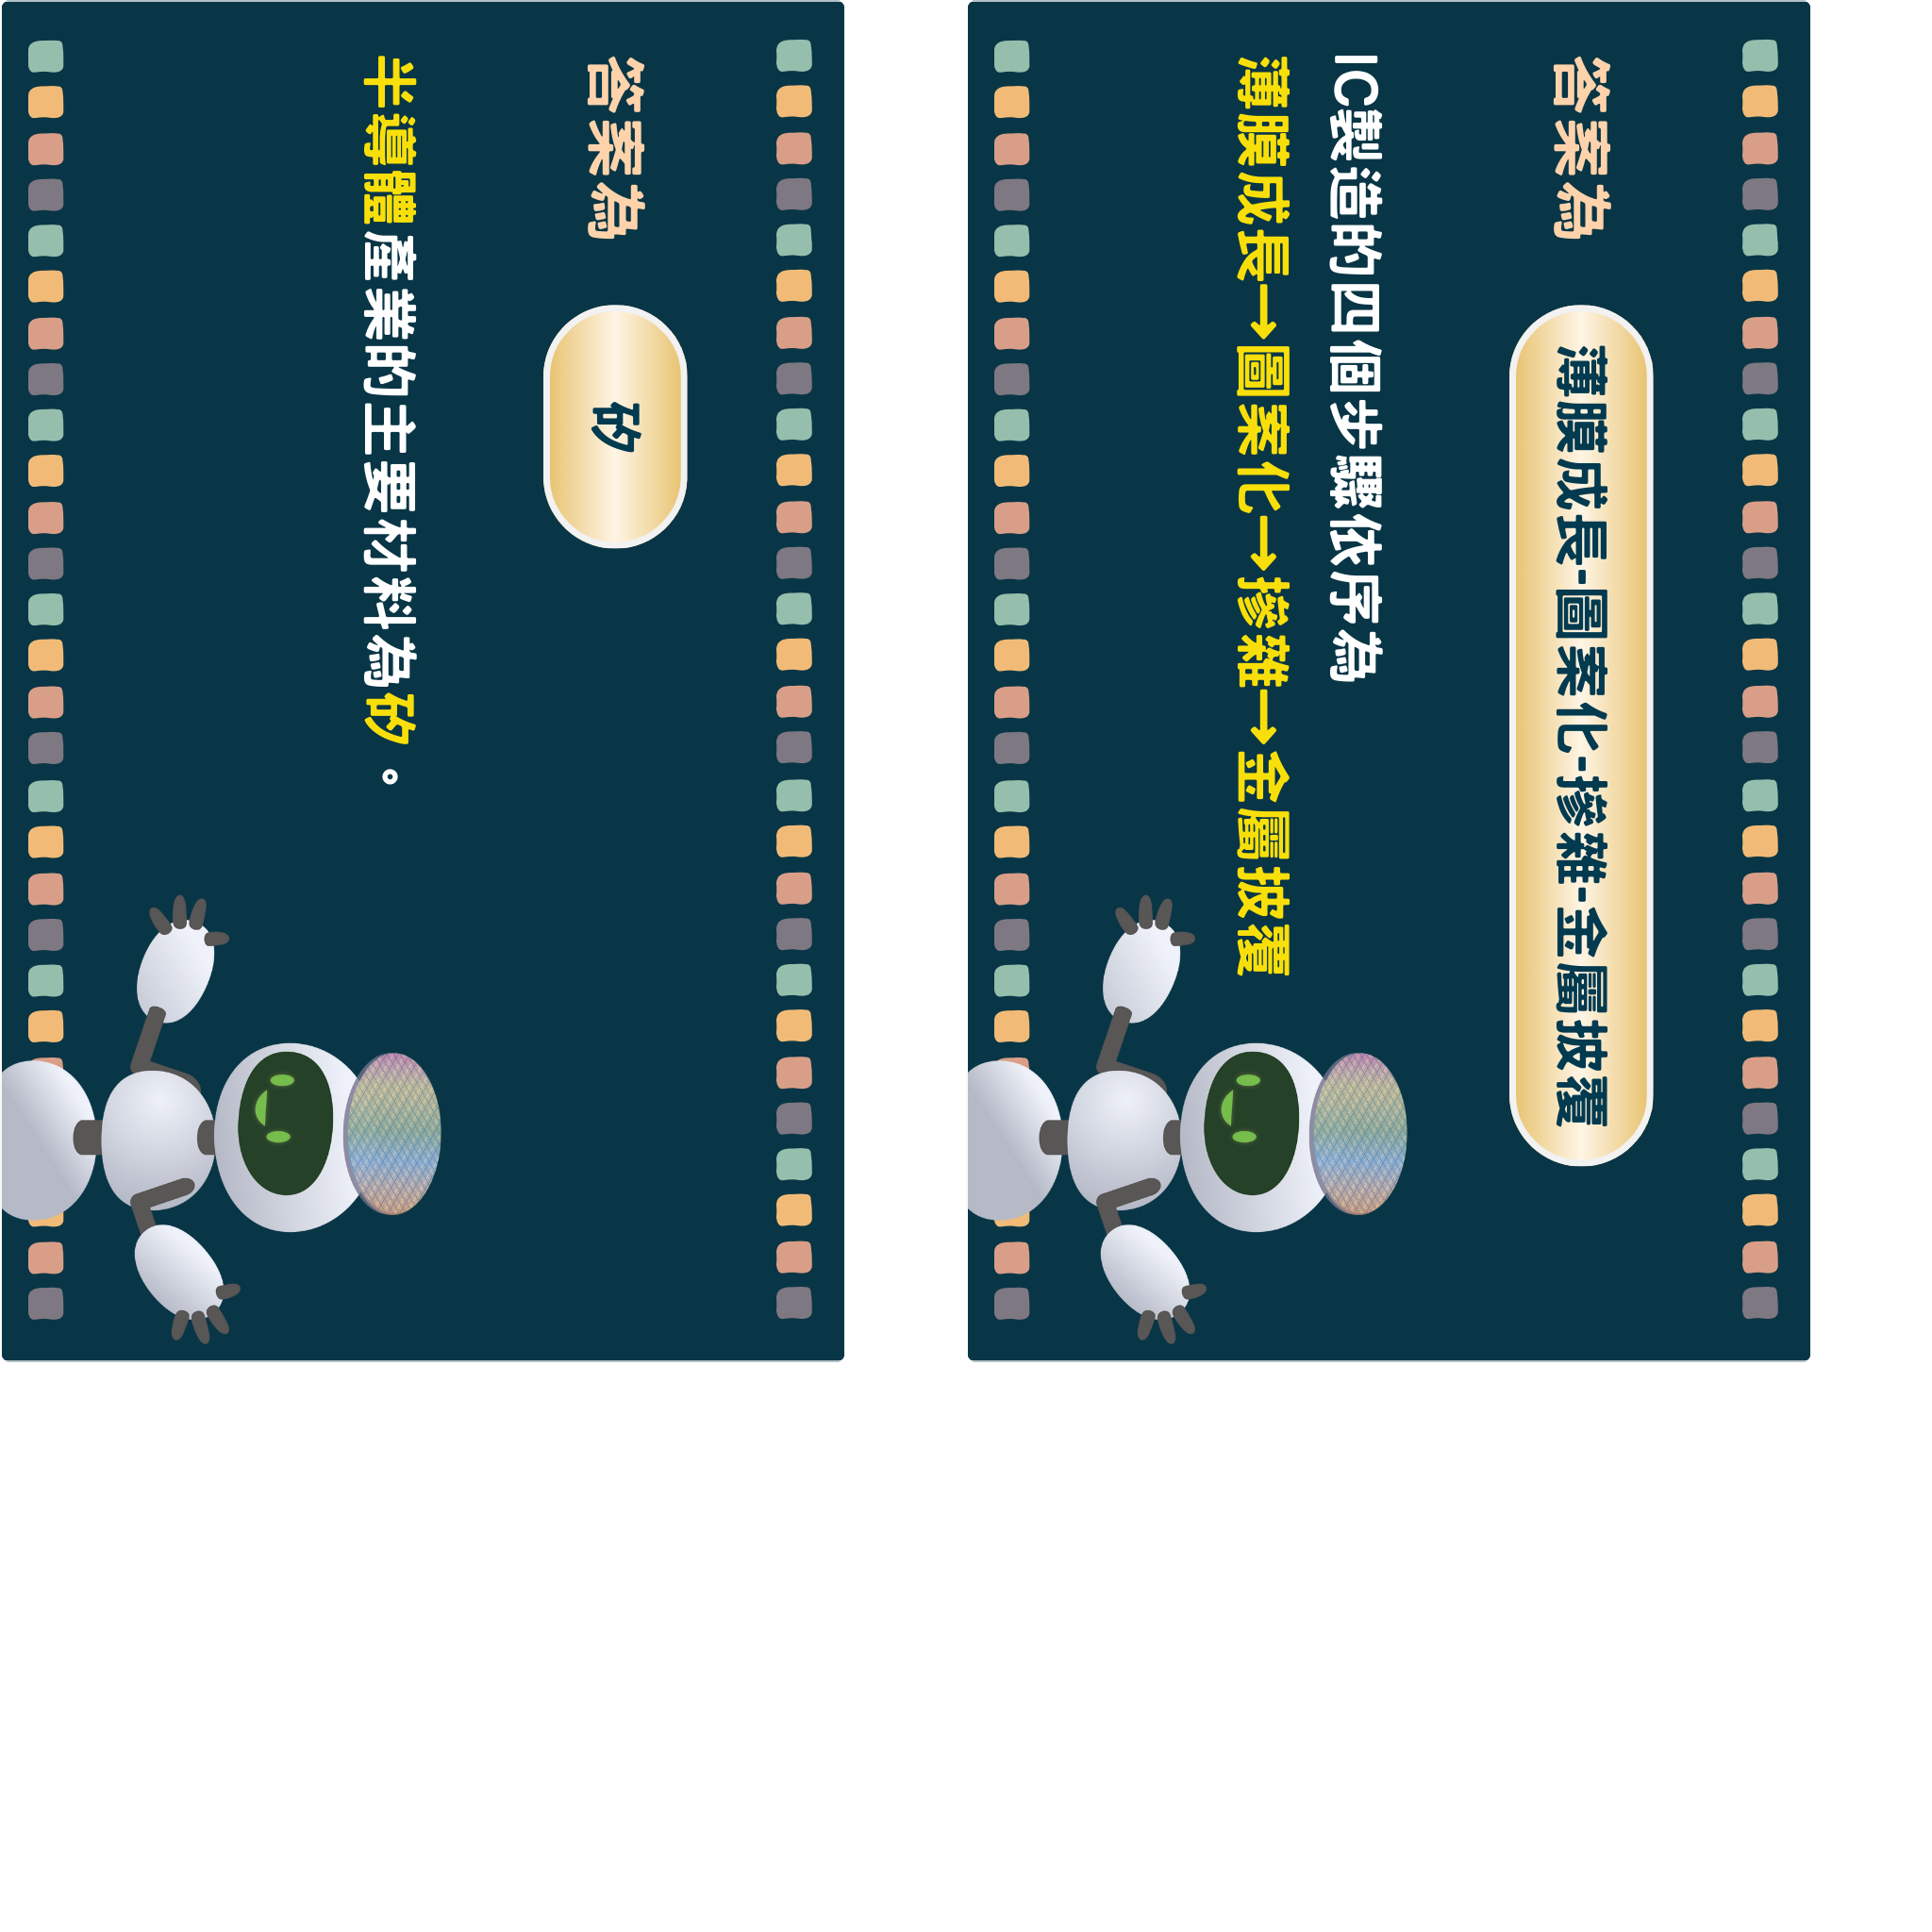 答案為
砂
半導體產業的主要材料為砂。
答案為
薄膜成長-圖案化-摻雜-金屬披覆
IC製造的四個步驟依序為
薄膜成長→圖案化→摻雜→金屬披覆